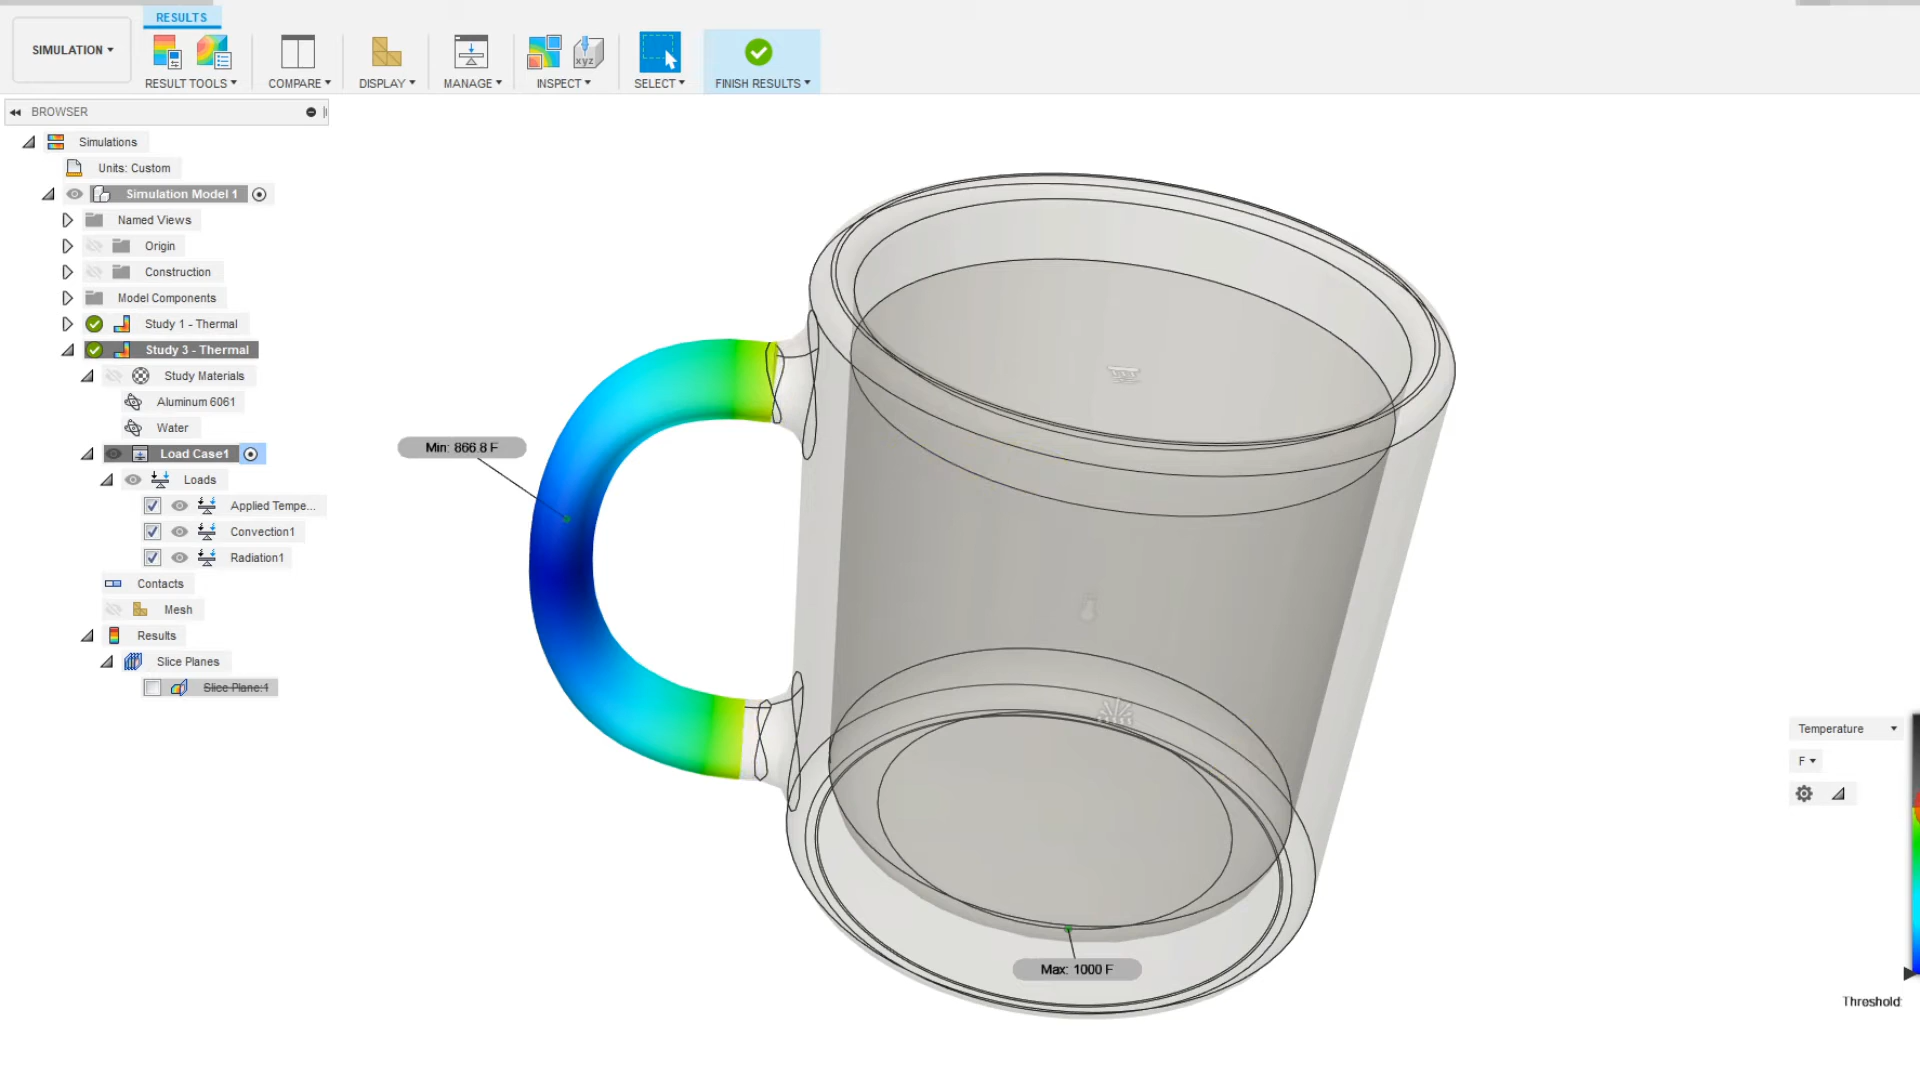 RESULTS
SIMULATION
RESULT TOOLS
COMPARE
DISPLAY
MANAGE
xyz
INSPECT
SELECT
FINISH RESULTS
BROWSER
Simulations
Units: Custom
Simulation Model 1
Named Views
Origin
Construction
Model Components
Study 1 - Thermal
Study 3 - Thermal
Study Materials
Aluminum 6061
Water
Load Case1
Loads
Applied Tempe...
Convection1
Radiation1
Contacts
Mesh
Results
Slice Planes
Slice Plane:1
Min: 866.8 F
Max: 1000 F
Temperature
F
Threshold